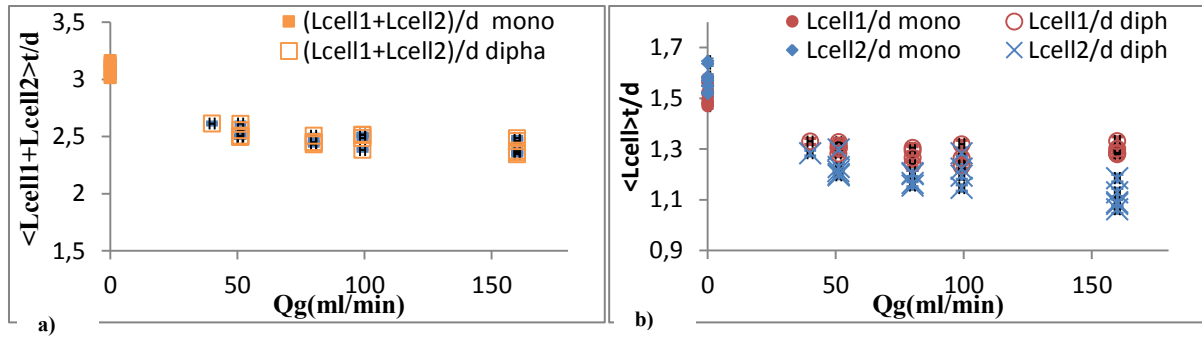 (Lcell1+Lcell2)/d mono
(Lcell1+Lcell2)/d dipha
<Lcell1+Lcell2>t/d
3,5
3
2,5
2
1,5
0
50
100
150
Qg(ml/min)
a)
Lcell1/d mono
Lcell1/d diph
Lcell2/d mono
Lcell2/d diph
<Lcell>t/d
1,7
1,5
1,3
1,1
0,9
0
50
100
150
Qg(ml/min)
b)